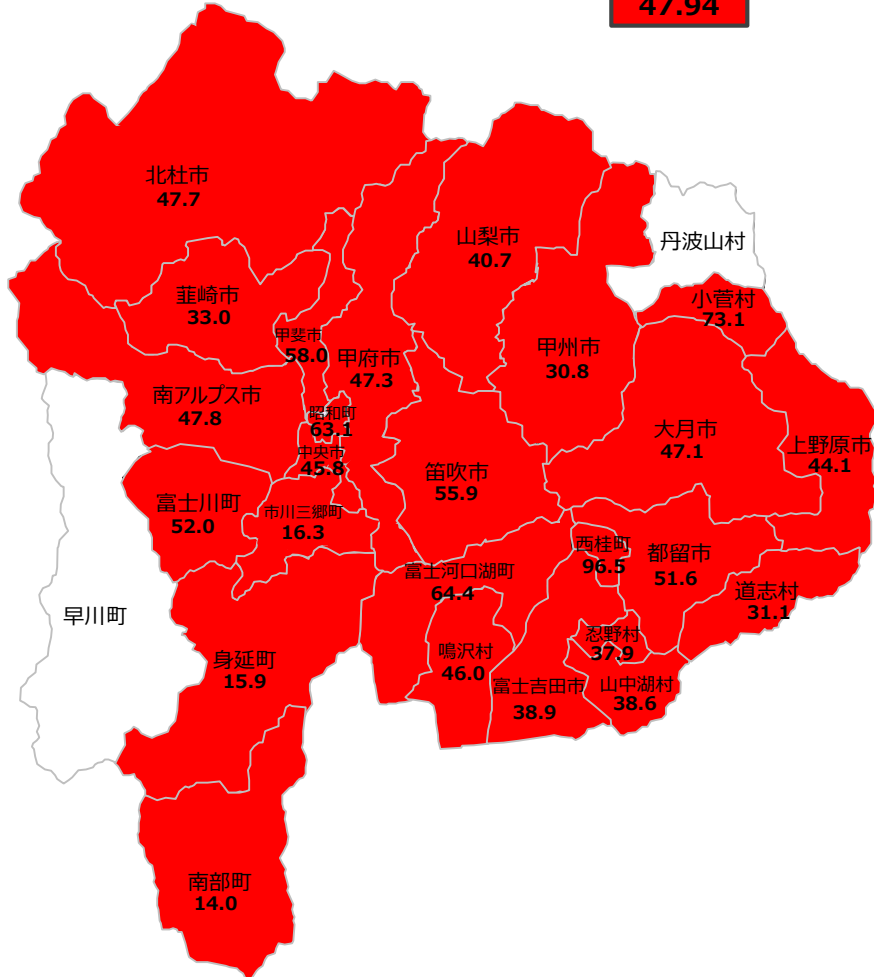 47.94
北杜市
47.7
山梨市
40.7
丹波山村
小菅村
73.1
韮崎市
33.0
甲斐市
58.0
甲府市
47.3
甲州市
30.8
南アルプス市
47.8
昭和町
63.1
中央市
45.8
笛吹市
55.9
大月市
47.1
上野原市
44.1
富士川町
52.0
市川三郷町
16.3
西桂町
96.5
都留市
51.6
富士河口湖町
64.4
道志村
31.1
早川町
身延町
15.9
鳴沢村
46.0
忍野村
37.9
富士吉田市
38.9
山中湖村
38.6
南部町
14.0